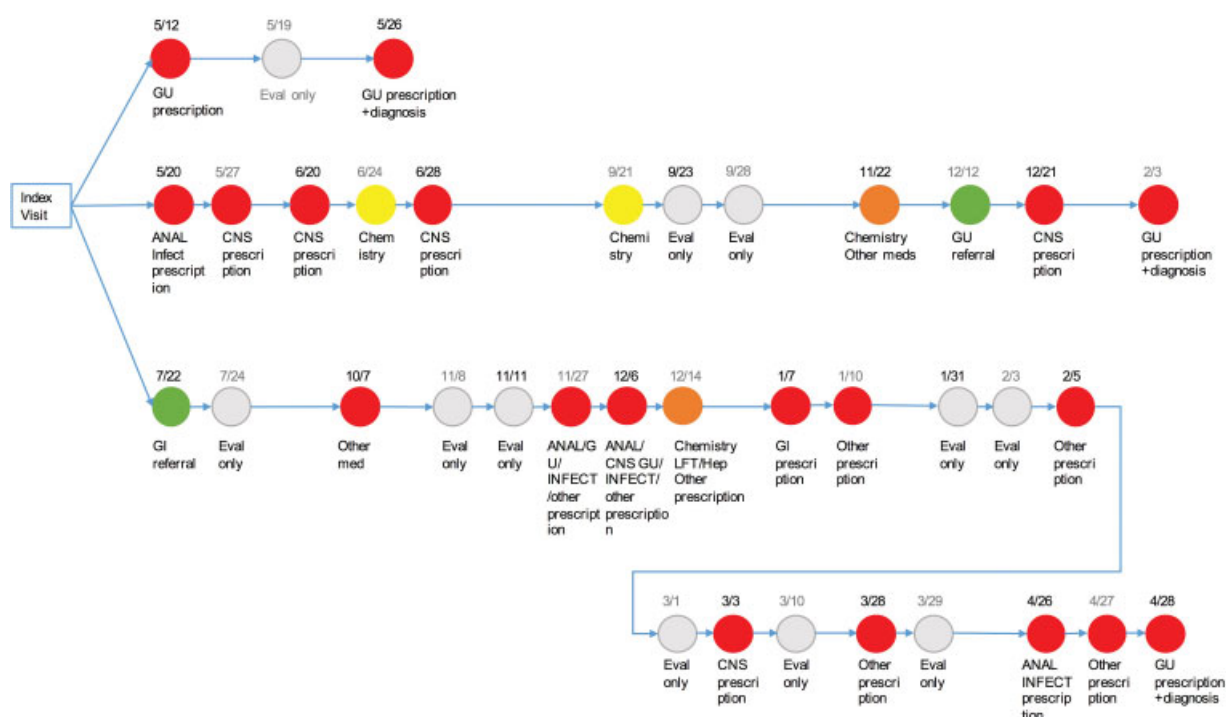 5/12 5/19 5/26
GU
prescription
Eval only
GU prescription
+diagnosis
Index
Visit
5/20 5/27 6/20 6/24 6/28 9/21 9/23 9/28 11/22 12/12 12/21 2/3
ANAL
Infect
prescript
ion
CNS
prescri
ption
CNS
prescri
ption
Chem
istry
CNS
prescri
ption
Chemi
stry
Eval
only
Eval
only
Chemistry
Other meds
GU
referral
CNS
prescri
ption
GU
prescription
+diagnosis
7/22 7/24 10/7 11/8 11/11 11/27 12/6 12/14 1/7 1/10 1/31 2/3 2/5
GI
referral
Eval
only
Other
med
Eval
only
Eval
only
ANAL/G
U/
INFECT
/other
prescript
ion
ANAL/
CNS GU/
INFECT/
other
prescriptio
n
Chemistry
LFT/Hep
Other
prescription
GI
prescri
ption
Other
prescri
ption
Eval
only
Eval
only
Other
prescri
ption
3/1 3/3 3/10 3/28 3/29 4/26 4/27 4/28
Eval
only
CNS
prescri
ption
Eval
only
Other
prescri
ption
Eval
only
ANAL
INFECT
prescrip
tion
Other
prescri
ption
GU
prescription
+diagnosis